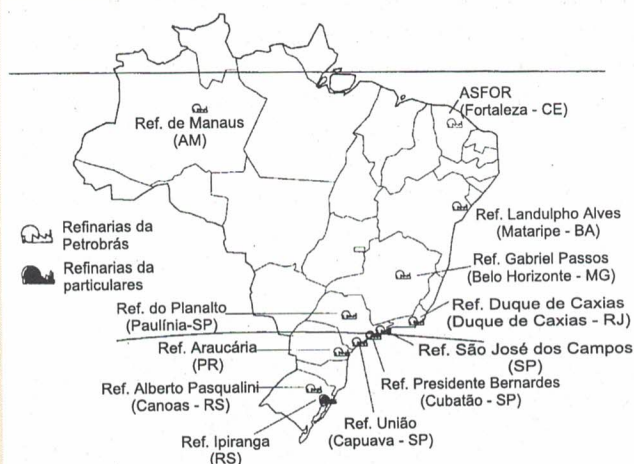 ASFOR
(Fortaleza - CE)
Ref. de Manaus
(AM)
Ref. Landulpho Alves
(Mataripe - BA)
Refinarias da
Petrobrás
Refinarias da
particulares
Ref. Gabriel Passos
(Belo Horizonte - MG)
Ref. do Planalto
(Paulínia-SP)
Ref. Duque de Caxias
(Duque de Caxias - RJ)
Ref. Araucária
(PR)
Ref. São José dos Campos
(SP)
Ref. Alberto Pasqualini
(Canoas - RS)
Ref. Presidente Bernardes
(Cubatão - SP)
Ref. União
(Capuava - SP)
Ref. Ipiranga
(RS)